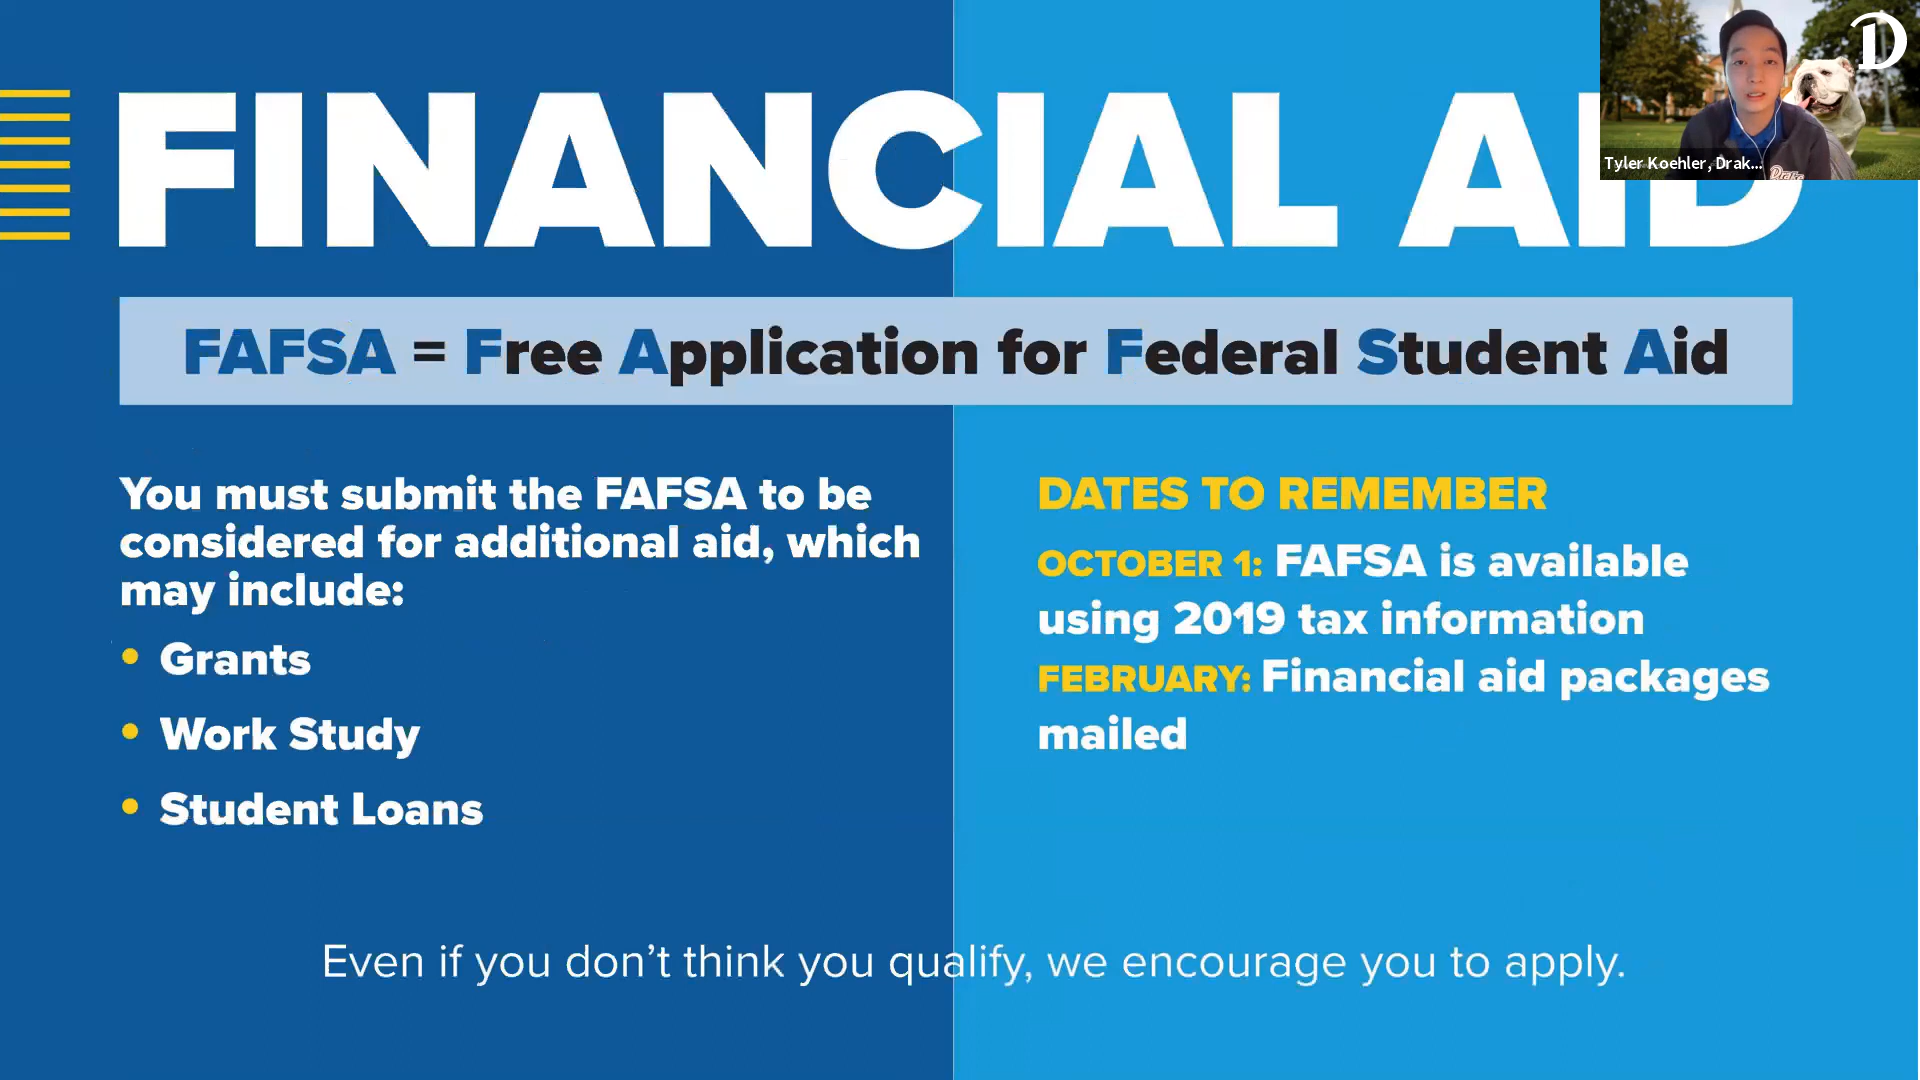 FINANCIAL AID
Tyler Koehler, Drak...
FAFSA = Free Application for Federal Student Aid
You must submit the FAFSA to be
considered for additional aid, which
may include:
• Grants
• Work Study
• Student Loans
DATES TO REMEMBER
OCTOBER 1: FAFSA is available
using 2019 tax information
FEBRUARY: Financial aid packages
mailed
Even if you don't think you qualify, we encourage you to apply.